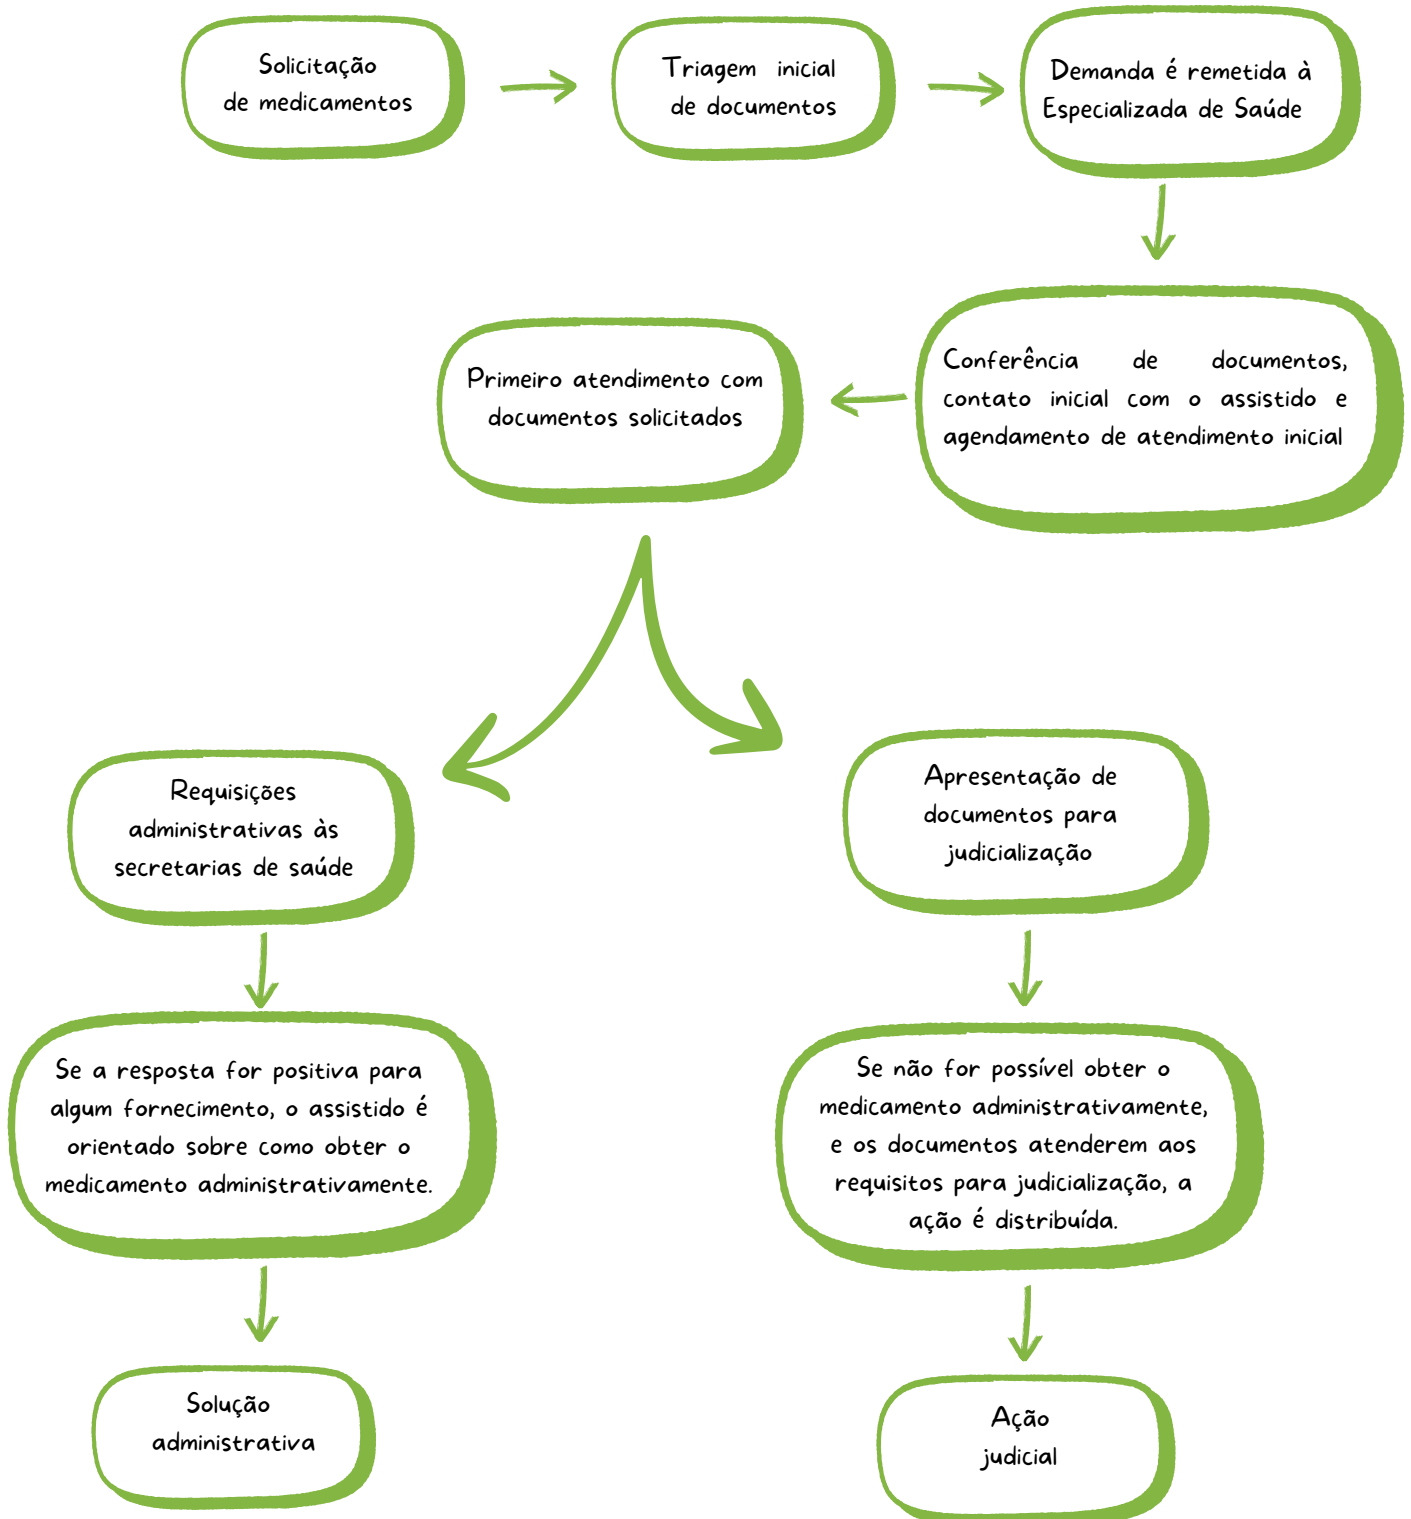 Solicitação
de medicamentos
Triagem inicial
de documentos
Demanda é remetida à
Especializada de Saúde
Conferência de documentos,
contato inicial com o assistido e
agendamento de atendimento inicial
Primeiro atendimento com
documentos solicitados
Requisições
administrativas às
secretarias de saúde
Se a resposta for positiva para
algum fornecimento, o assistido é
orientado sobre como obter o
medicamento administrativamente.
Solução
administrativa
Apresentação de
documentos para
judicialização
Se não for possível obter o
medicamento administrativamente,
e os documentos atenderem aos
requisitos para judicialização, a
ação é distribuída.
Ação
judicial